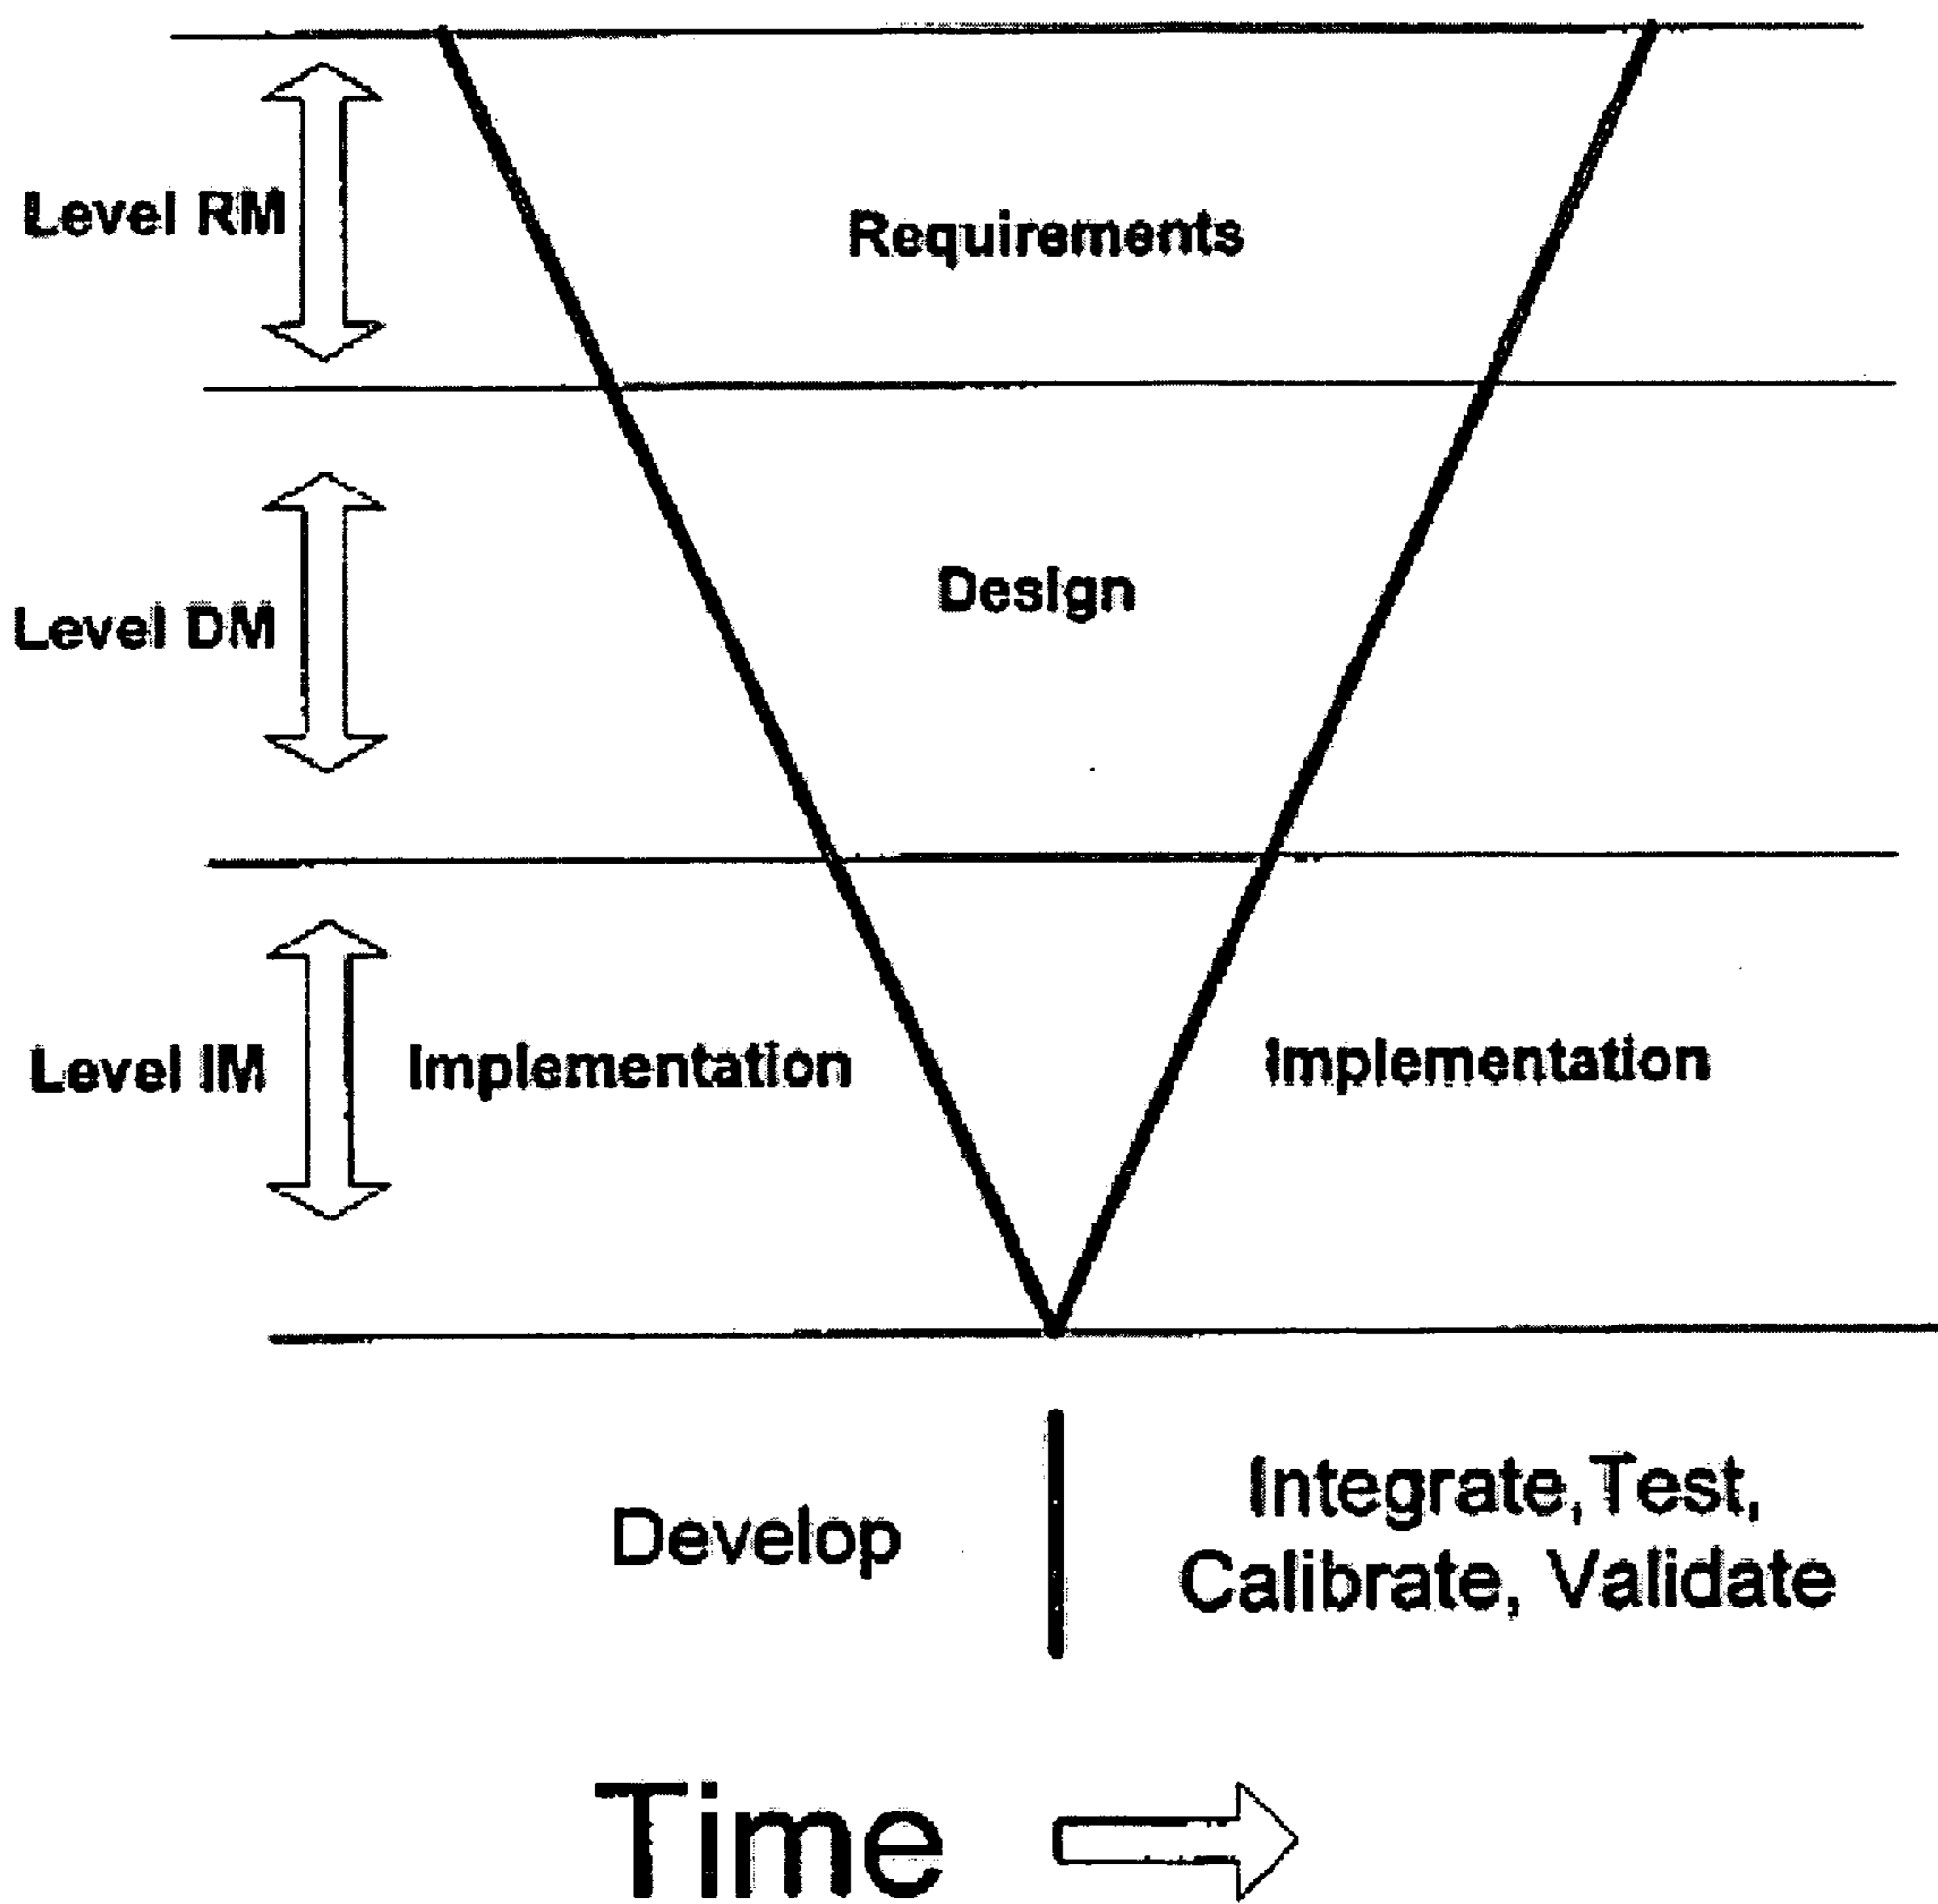 Level RM
Requirements
Level DM
Design
Level IM
Implementation
Implementation
Develop
Integrate, Test,
Calibrate, Validate
Time